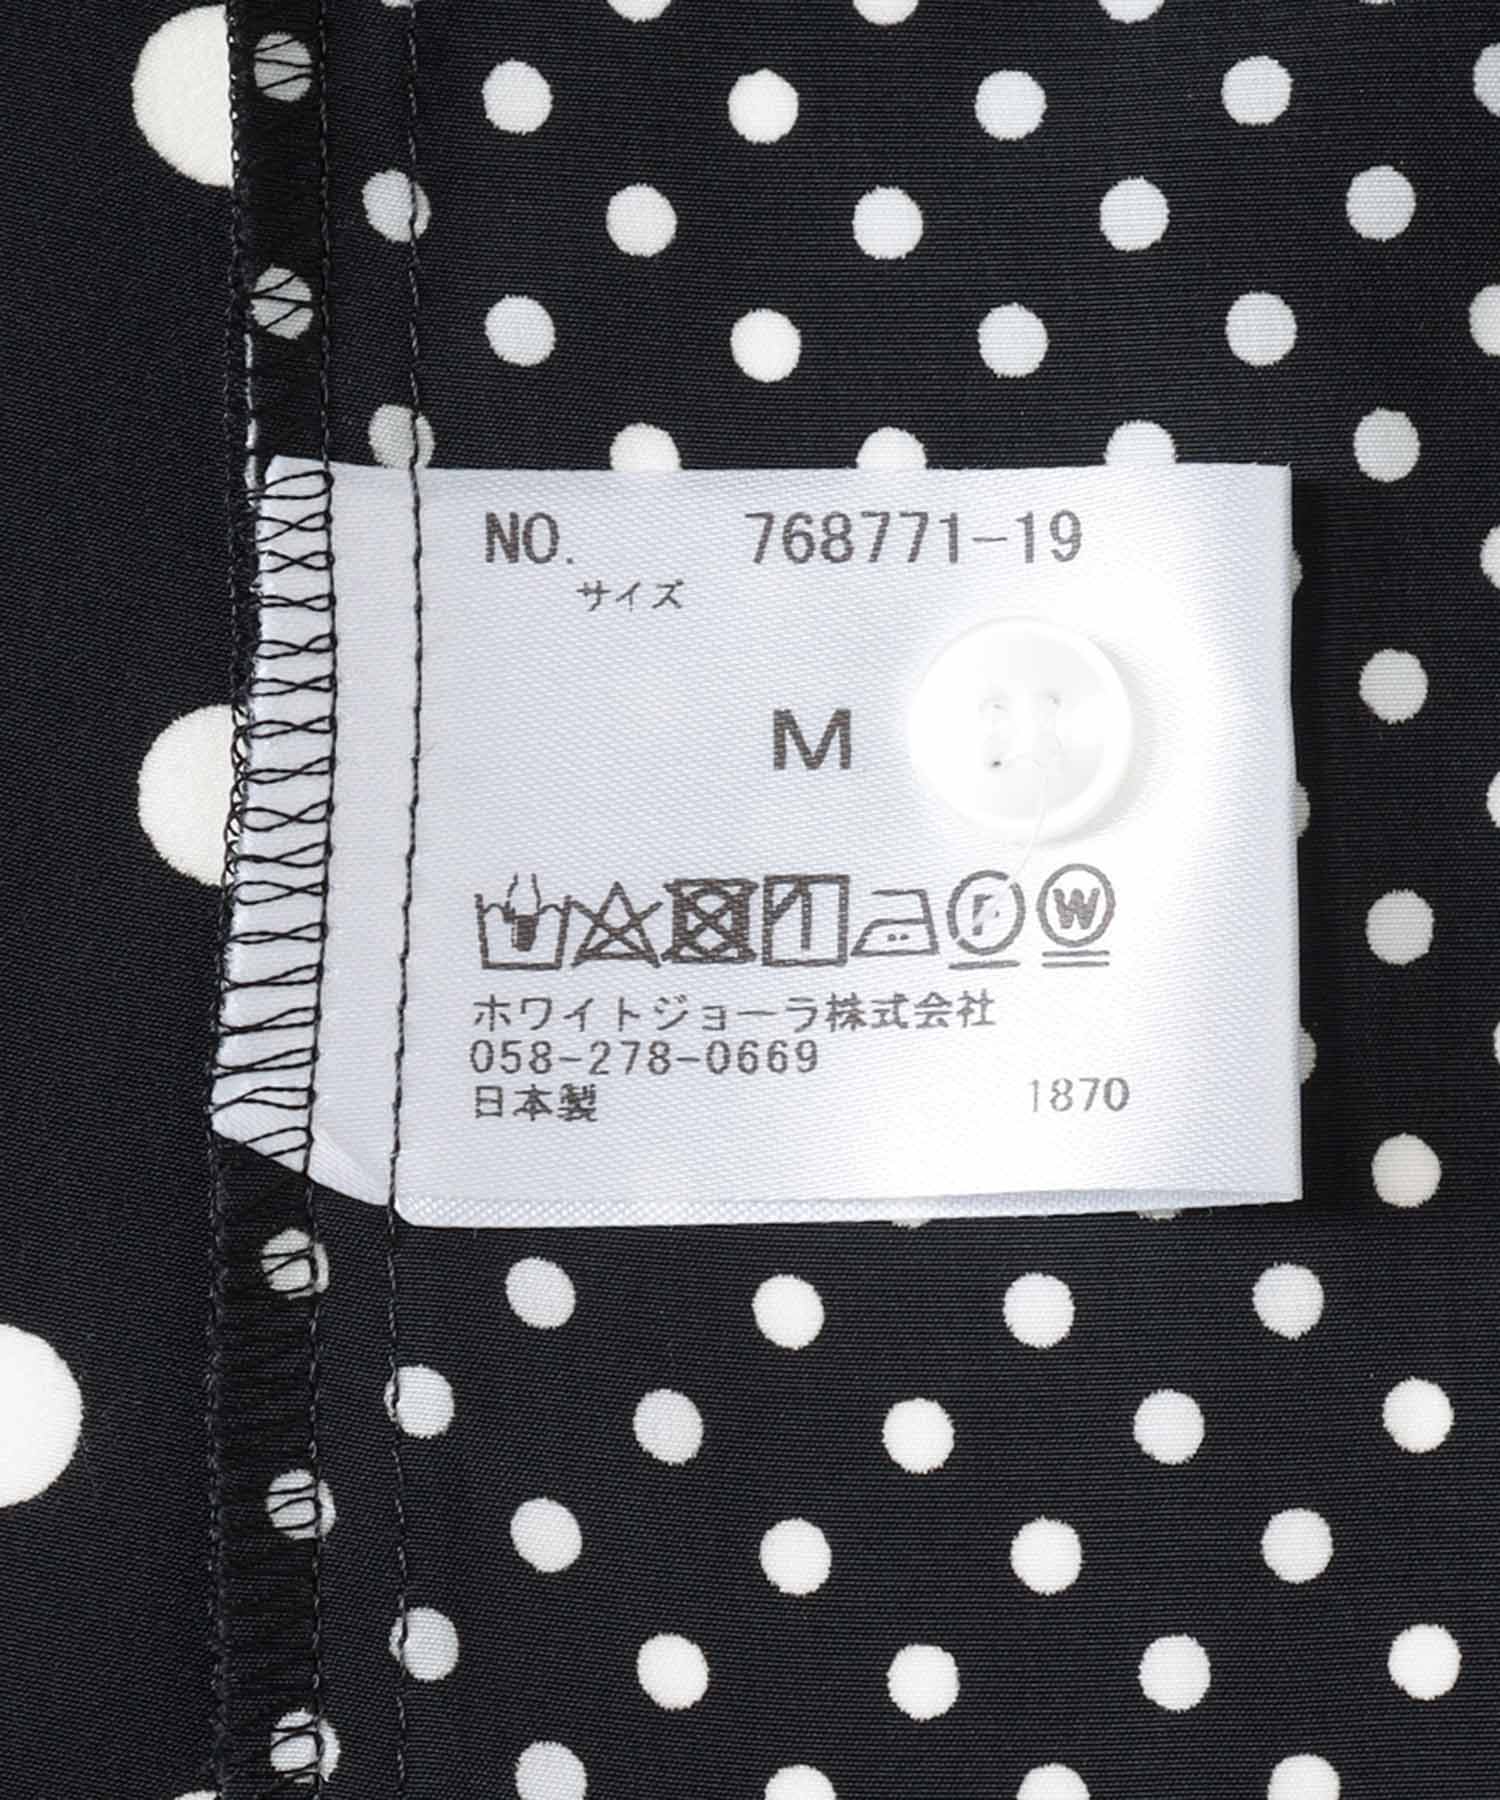 NO. 768771-19
サイズ
M
P W
ホワイトジョーラ株式会社
058-278-0669
日本製 1870